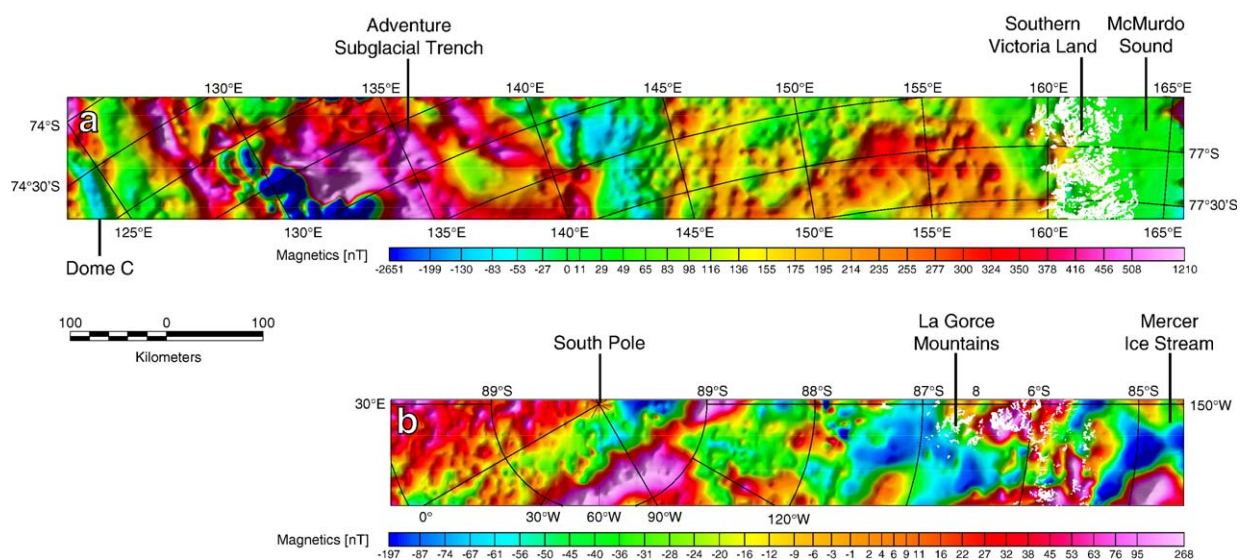 Adventure
Subglacial Trench
Southern
Victoria Land
McMurdo
Sound
130°E 135°E 140°E 145°E 150°E 155°E 160°E 165°E
a
74°S
74°30'S
77°S
77°30'S
125°E 130°E 135°E 140°E 145°E 150°E 155°E 160°E 165°E
Dome C
Magnetics [nT]
-2651 -199 -130 -83 -53 -27 0 11 29 49 65 83 98 116 136 155 175 195 214 235 255 277 300 324 378 416 456 508 1210
100 0 100
Kilometers
South Pole
La Gorce
Mountains
Mercer
Ice Stream
30°E 89°S 89°S 88°S 87°S 8 6°S 85°S 150°W
b
0° 30°W 60°W 90°W 120°W
Magnetics [nT]
-197 -87 -74 -67 -61 -56 -50 -45 -40 -36 -32 -28 -24 -20 -16 -12 -9 -6 -3 -1 2 4 6 9 11 16 22 27 32 38 45 53 63 76 95 268